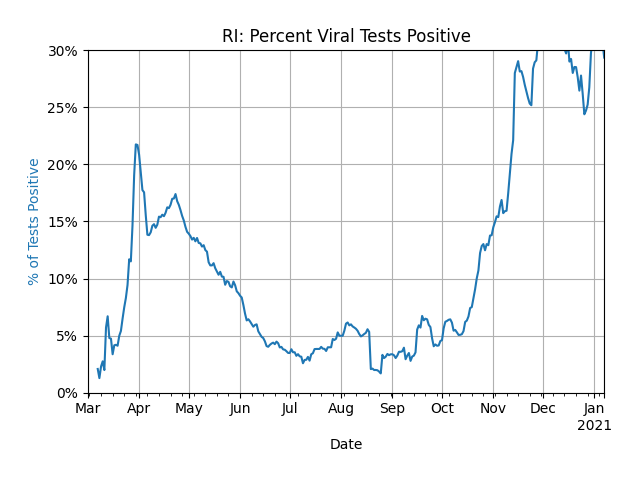 RI: Percent Viral Tests Positive
% of Tests Positive
30%
25%
20%
15%
10%
5%
0%
Mar Apr May Jun Jul Aug Sep Oct Nov Dec Jan
2021
Date